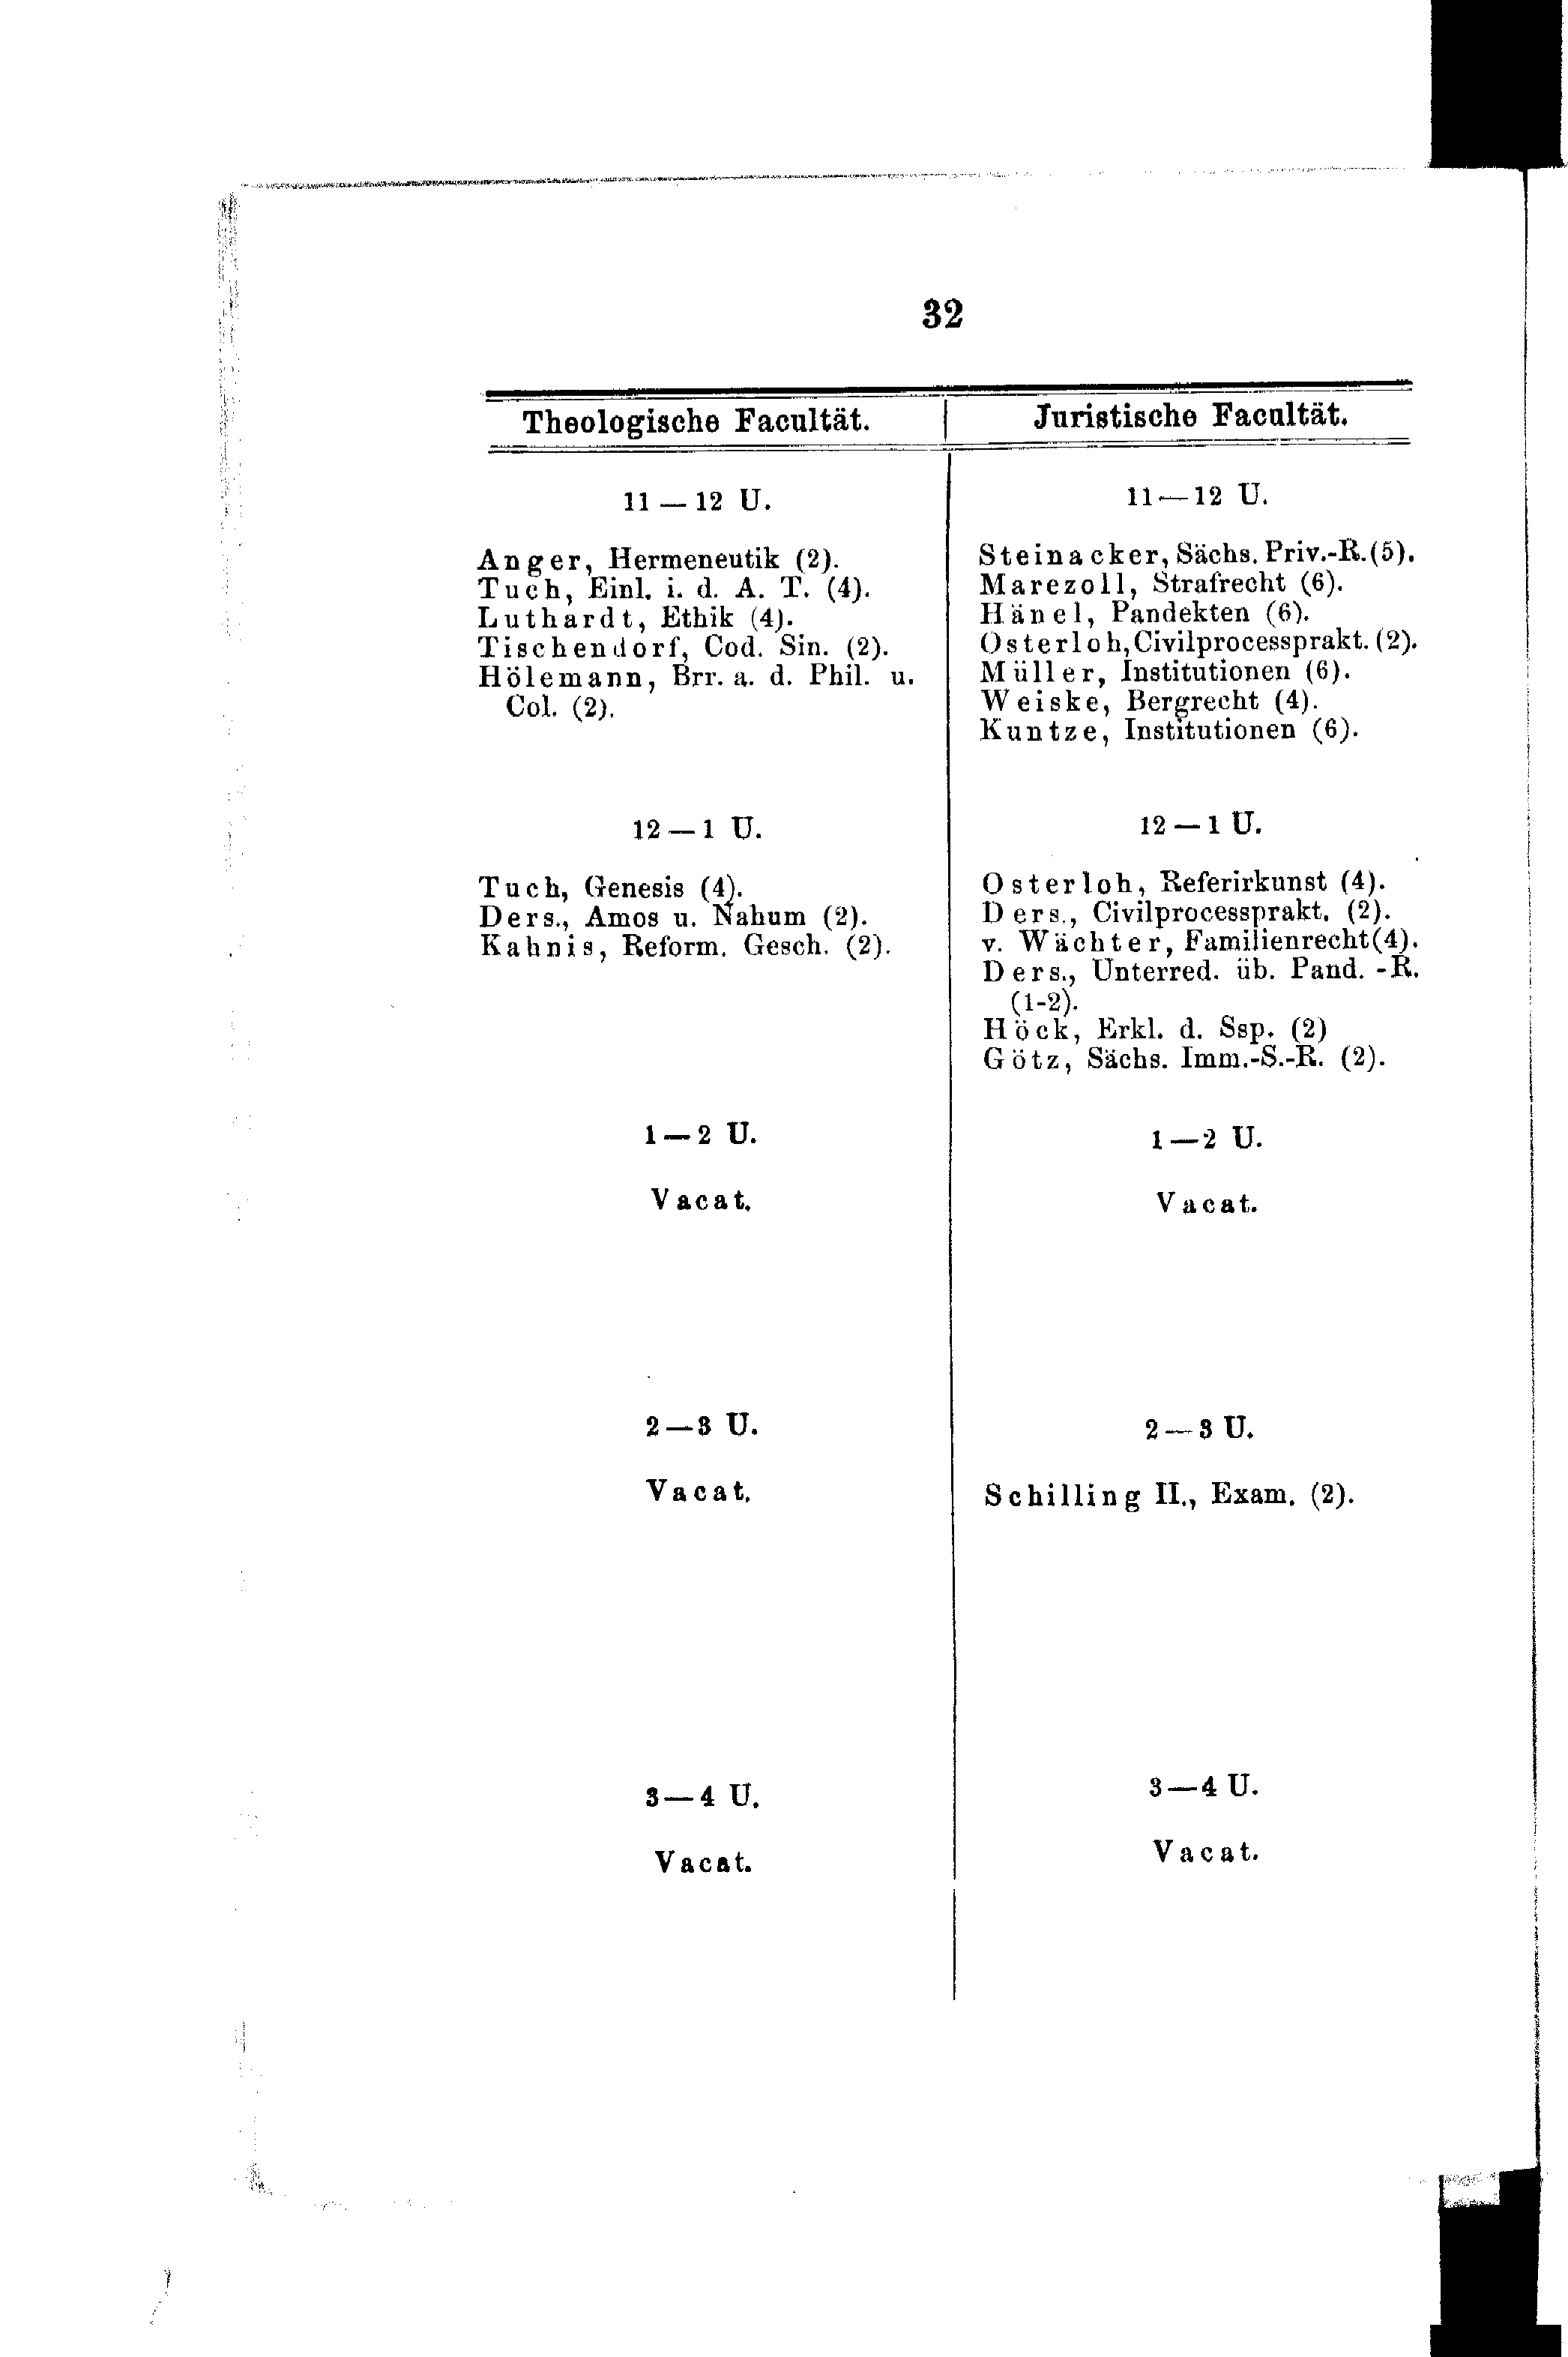 32
Theologische Facultät.
11 — 12 U.
Anger, Hermeneutik (2).
Tuch, Einl. i. d. A. T. (4).
Luthardt, Ethik (4).
Tischendorf, Cod. Sin. (2).
Hölemann, Brr. a. d. Phil. u.
Col. (2).
12 — 1 U.
Tuch, Genesis (4).
Ders., Amos u. Nahum (2).
Kahnis, Reform. Gesch. (2).
1 — 2 U.
Vacat.
2 — 3 U.
Vacat.
3 — 4 U.
Vacat.
Juristische Facultät.
11 — 12 U.
Steinacker, Sächs. Priv.-R. (5).
Marezoll, Strafrecht (6).
Hänel, Pandekten (6).
Osterloh, Civilprocessprakt. (2).
Müller, Institutionen (6).
Weiske, Bergrecht (4).
Kuntze, Institutionen (6).
12 — 1 U.
Osterloh, Referirkunst (4).
Ders., Civilprocessprakt. (2).
v. Wächter, Familienrecht (4).
Ders., Unterred. üb. Pand. -R.
(1-2).
Höck, Erkl. d. Ssp. (2)
Götz, Sächs. Imm.-S.-R. (2).
1 — 2 U.
Vacat.
2 — 3 U.
Schilling II., Exam. (2).
3 — 4 U.
Vacat.